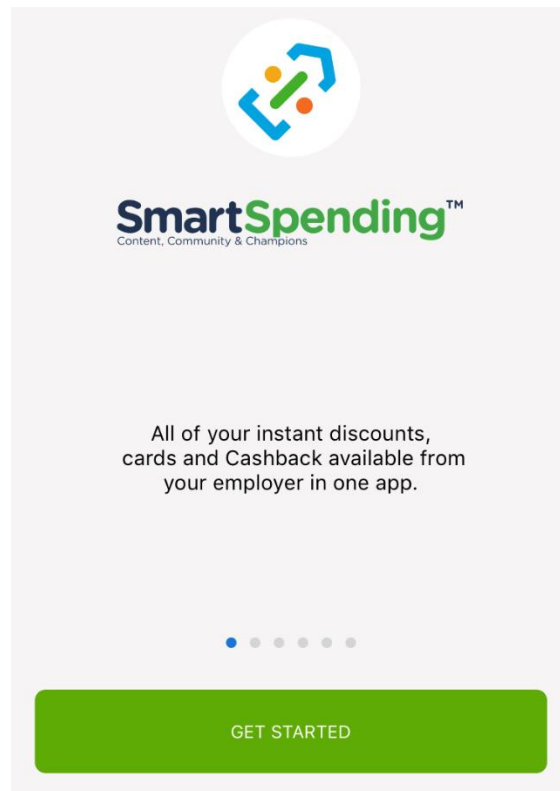 SmartSpending™
Content, Community & Champions
All of your instant discounts,
cards and Cashback available from
your employer in one app.
GET STARTED